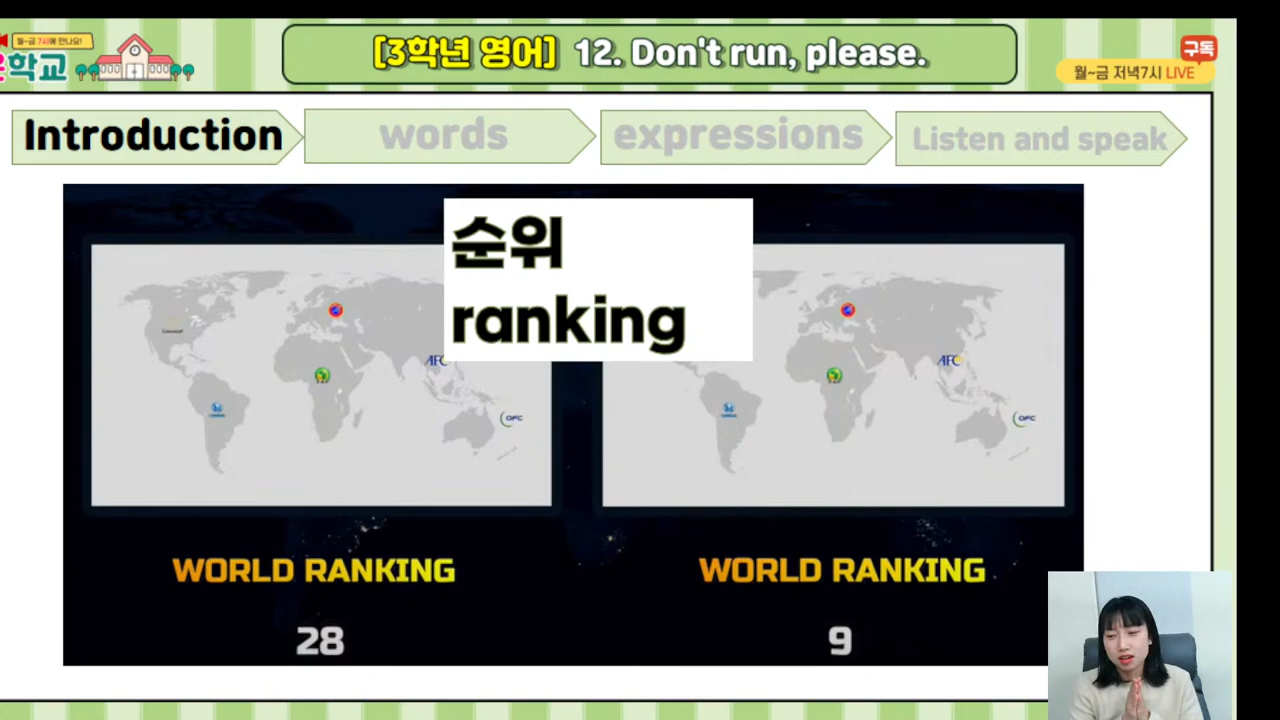 월~금 7시에 만나요!
학교
[3학년 영어] 12. Don't run, please.
구독
월~금 저녁7시 LIVE
Introduction
words
expressions
Listen and speak
순위
ranking
AFC
OFC
AFC
OFC
WORLD RANKING
WORLD RANKING
28
9